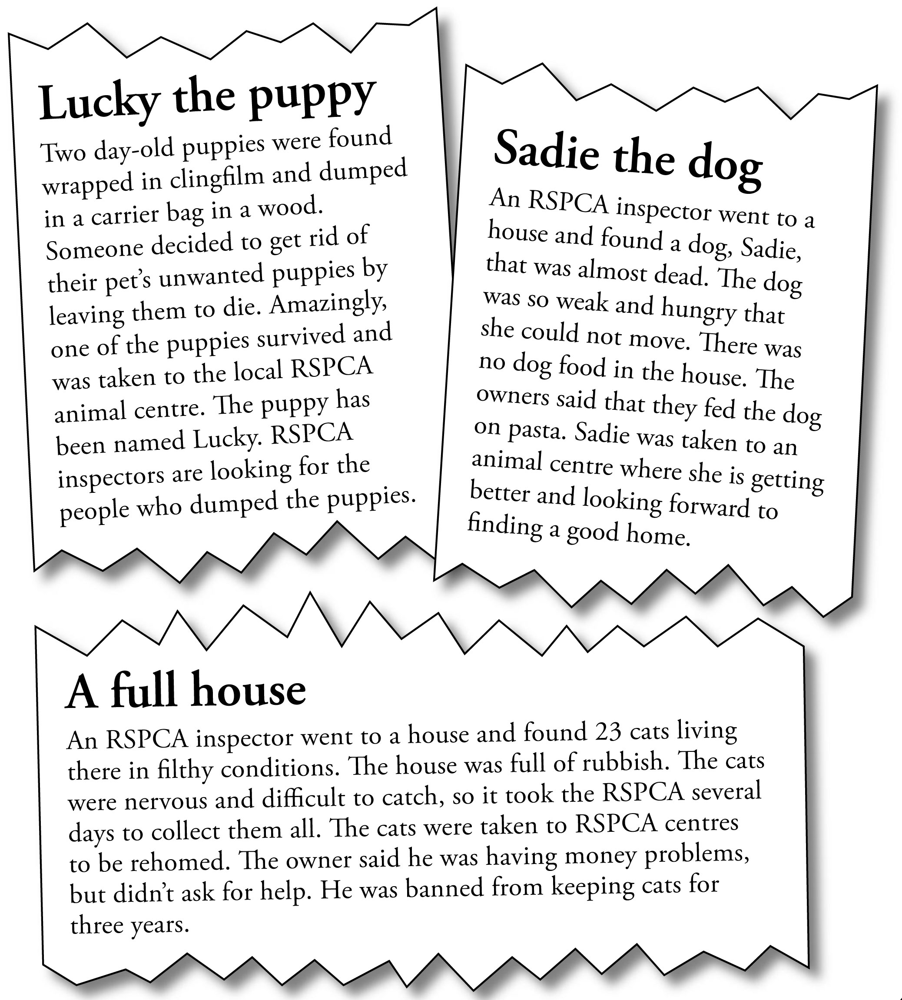 Lucky the puppy
Two day-old puppies were found
wrapped in clingfilm and dumped
in a carrier bag in a wood.
Someone decided to get rid of
their pet’s unwanted puppies by
leaving them to die. Amazingly,
one of the puppies survived and
was taken to the local RSPCA
animal centre. The puppy has
been named Lucky. RSPCA
inspectors are looking for the
people who dumped the puppies.
Sadie the dog
An RSPCA inspector went to a
house and found a dog, Sadie,
that was almost dead. The dog
was so weak and hungry that
she could not move. There was
no dog food in the house. The
owners said that they fed the dog
on pasta. Sadie was taken to an
animal centre where she is getting
better and looking forward to
finding a good home.
A full house
An RSPCA inspector went to a house and found 23 cats living
there in filthy conditions. The house was full of rubbish. The cats
were nervous and difficult to catch, so it took the RSPCA several
days to collect them all. The cats were taken to RSPCA centres
to be rehomed. The owner said he was having money problems,
but didn’t ask for help. He was banned from keeping cats for
three years.